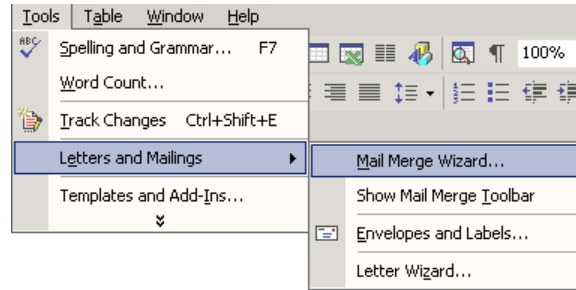 Tools Table Window Help
ABC Spelling and Grammar... F7
100%
Word Count...
Track Changes Ctrl+Shift+E
Letters and Mailings
Mail Merge Wizard...
Templates and Add-Ins...
Show Mail Merge Toolbar
Envelopes and Labels...
Letter Wizard...